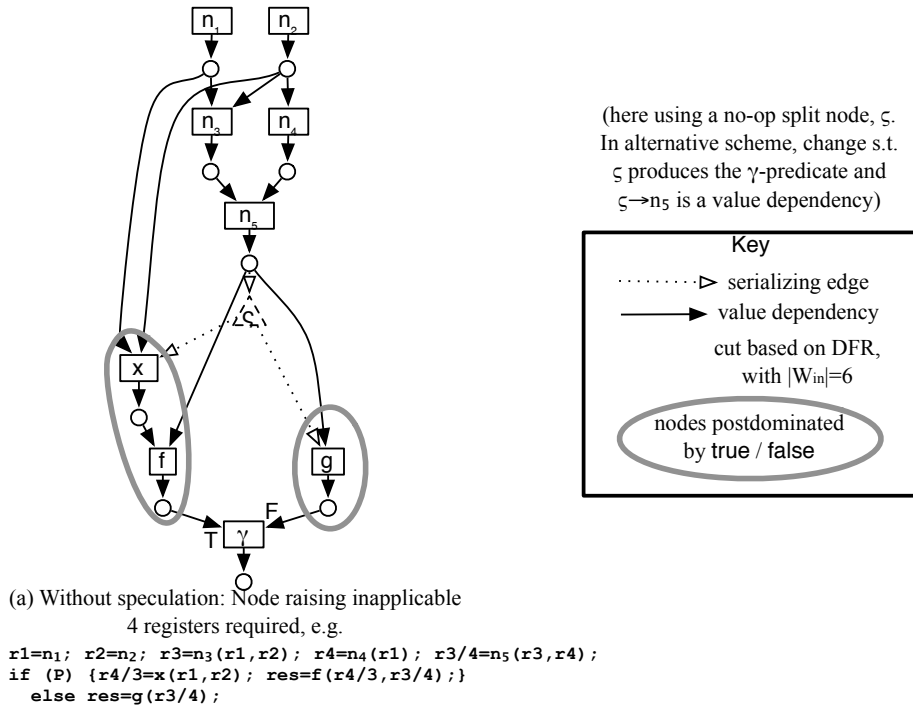 n₁ n₂
n₃ n₄
n₅
ς
x
f g
T γ F
(here using a no-op split node, ς.
In alternative scheme, change s.t.
ς produces the γ-predicate and
ς→n₅ is a value dependency)
Key
serializing edge
value dependency
cut based on DFR,
with |Wᵢₙ|=6
nodes postdominated
by true / false
(a) Without speculation: Node raising inapplicable
4 registers required, e.g.
r1=n₁; r2=n₂; r3=n₃(r1,r2); r4=n₄(r1); r3/4=n₅(r3,r4);
if (P) {r4/3=x(r1,r2); res=f(r4/3,r3/4);}
else res=g(r3/4);